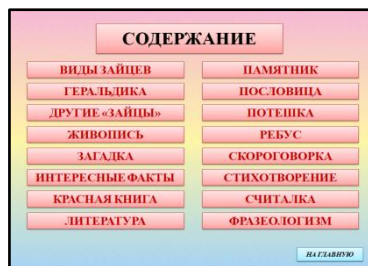 СОДЕРЖАНИЕ
ВИДЫ ЗАЙЦЕВ
ГЕРАЛЬДИКА
ДРУГИЕ «ЗАЙЦЫ»
ЖИВОПИСЬ
ЗАГАДКА
ИНТЕРЕСНЫЕ ФАКТЫ
КРАСНАЯ КНИГА
ЛИТЕРАТУРА
ПАМЯТНИК
ПОСЛОВИЦА
ПОТЕШКА
РЕБУС
СКОРОГОВОРКА
СТИХОТВОРЕНИЕ
СЧИТАЛКА
ФРАЗЕОЛОГИЗМ
НА ГЛАВНУЮ